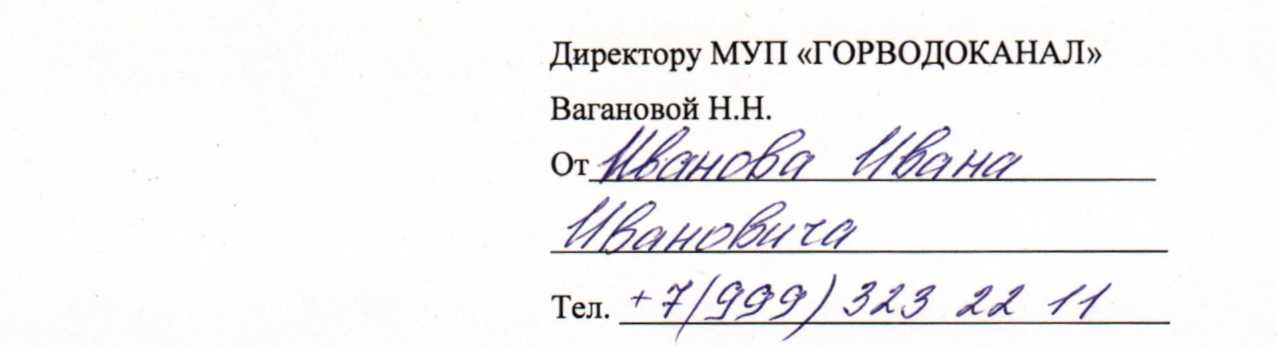 Директору МУП «ГОРВОДОКАНАЛ»
Вагановой Н.Н.
От Иванова Ивана
Ивановича
Тел. +7(999) 323 22 11